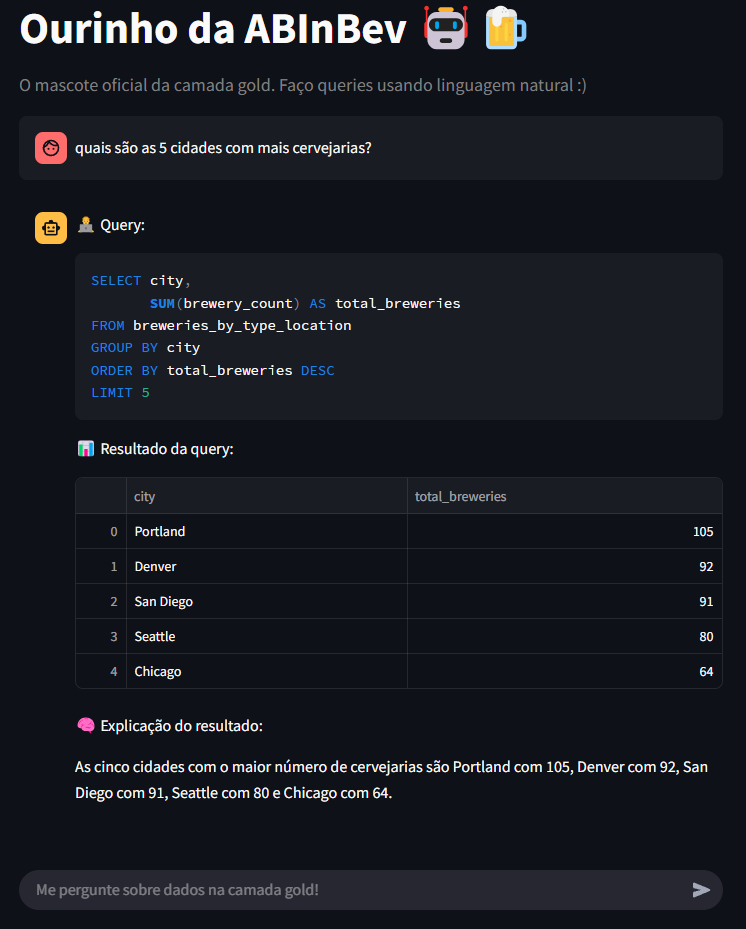 Ourinho da ABInBev
O mascote oficial da camada gold. Faço queries usando linguagem natural :)
quais são as 5 cidades com mais cervejarias?
Query:
SELECT city,
SUM(brewery_count) AS total_breweries
FROM breweries_by_type_location
GROUP BY city
ORDER BY total_breweries DESC
LIMIT 5
Resultado da query:
city total_breweries
0 Portland 105
1 Denver 92
2 San Diego 91
3 Seattle 80
4 Chicago 64
Explicação do resultado:
As cinco cidades com o maior número de cervejarias são Portland com 105, Denver com 92, San
Diego com 91, Seattle com 80 e Chicago com 64.
Me pergunte sobre dados na camada gold!